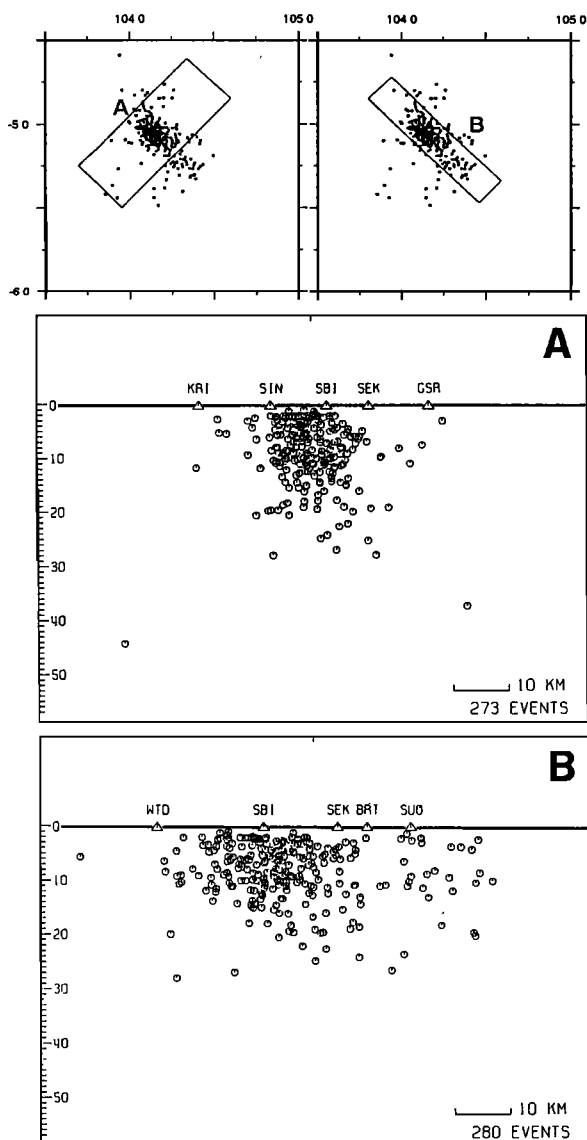 104.0 105.0 104.0 105.0
A B
-5.0
-6.0
A
KRI SIN SBI SEK GSR
0
10
20
30
40
50
10 KM
273 EVENTS
B
WTD SBI SEK BRT SUO
0
10
20
30
40
50
10 KM
280 EVENTS